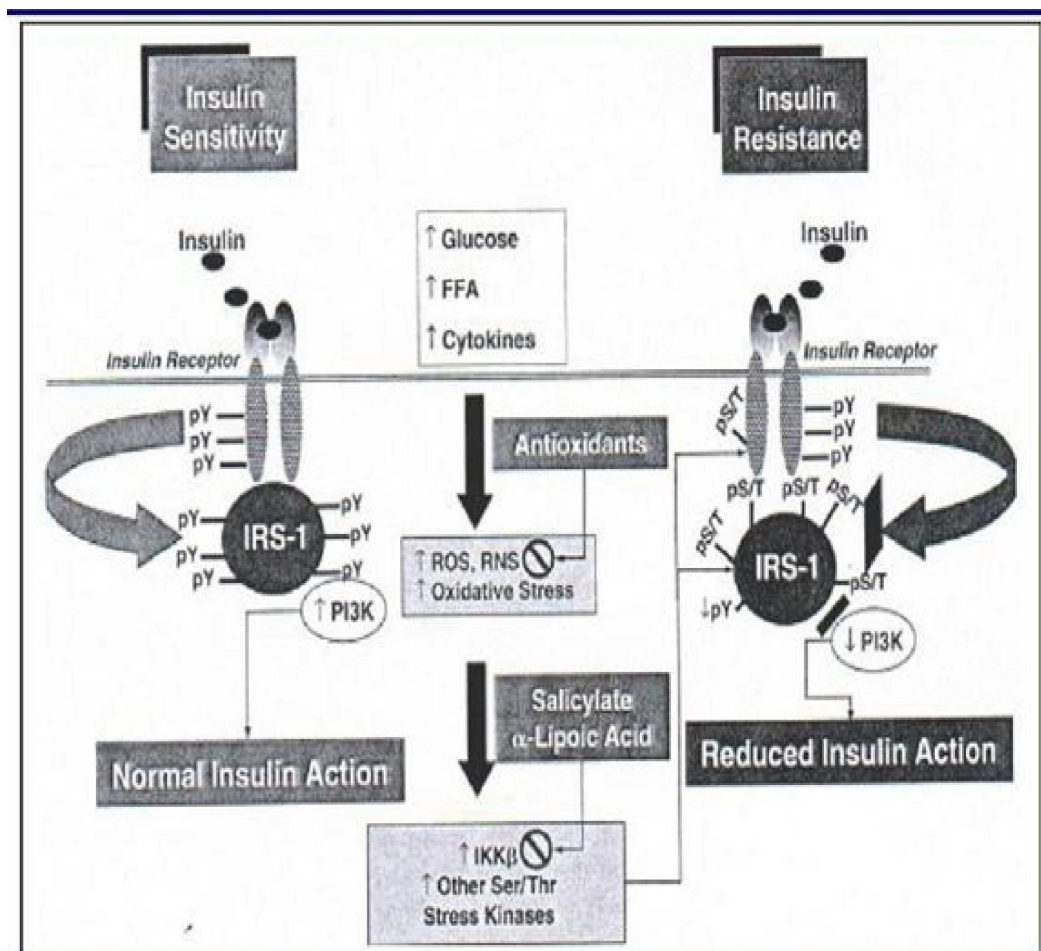 Insulin
Sensitivity
Insulin
Resistance
Insulin
Insulin
↑ Glucose
↑ FFA
↑ Cytokines
Insulin Receptor
Insulin Receptor
pY
pY
pY
pS/T
pY
pY
pY
Antioxidants
pS/T
pS/T
pS/T
pY
pY
pY
IRS-1
pY
pY
pY
pY
↑ PI3K
↑ ROS, RNS
↑ Oxidative Stress
pS/T
IRS-1
pS/T
↓pY
↓ PI3K
Salicylate
α-Lipoic Acid
Normal Insulin Action
Reduced Insulin Action
↑ IKKβ
↑ Other Ser/Thr
Stress Kinases